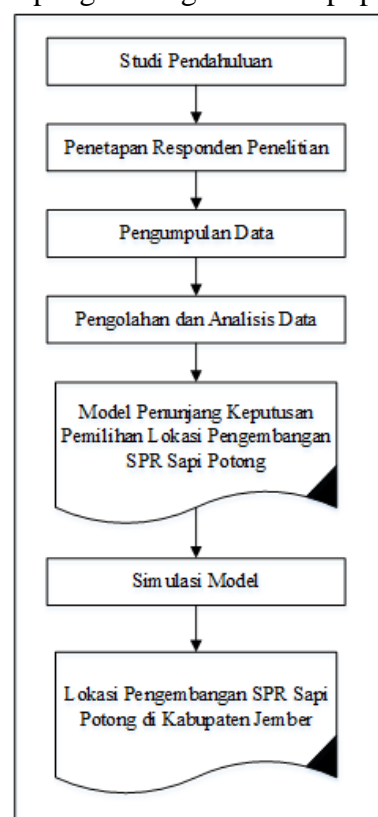 Studi Pendahuluan
Penetapan Responden Penelitian
Pengumpulan Data
Pengolahan dan Analisis Data
Model Penunjang Keputusan
Pemilihan Lokasi Pengembangan
SPR Sapi Potong
Simulasi Model
Lokasi Pengembangan SPR Sapi
Potong di Kabupaten Jember